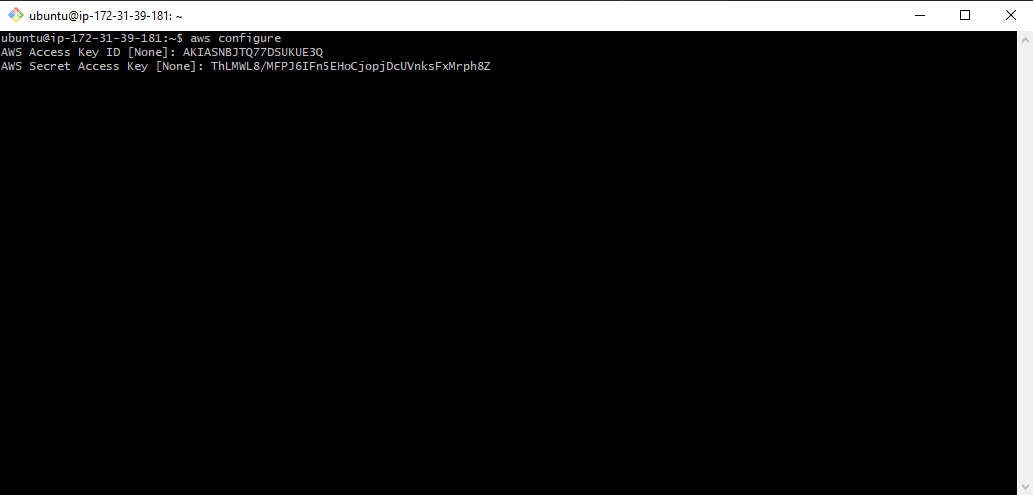 ubuntu@ip-172-31-39-181: ~
ubuntu@ip-172-31-39-181:~$ aws configure
AWS Access Key ID [None]: AKIASNBJTQ77DSUKUE3Q
AWS Secret Access Key [None]: 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